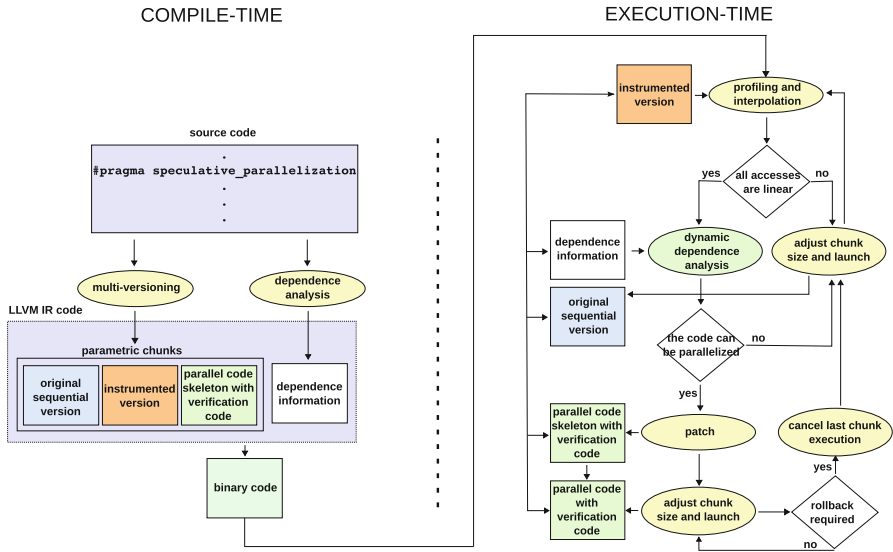 COMPILE-TIME
source code
#pragma speculative_parallelization
multi-versioning
dependence
analysis
LLVM IR code
parametric chunks
original
sequential
version
instrumented
version
parallel code
skeleton with
verification
code
dependence
information
binary code
EXECUTION-TIME
instrumented
version
profiling and
interpolation
all accesses
are linear
yes
no
dependence
information
dynamic
dependence
analysis
adjust chunk
size and launch
original
sequential
version
the code can
be parallelized
no
yes
parallel code
skeleton with
verification
code
patch
cancel last chunk
execution
yes
parallel code
with
verification
code
adjust chunk
size and launch
rollback
required
no